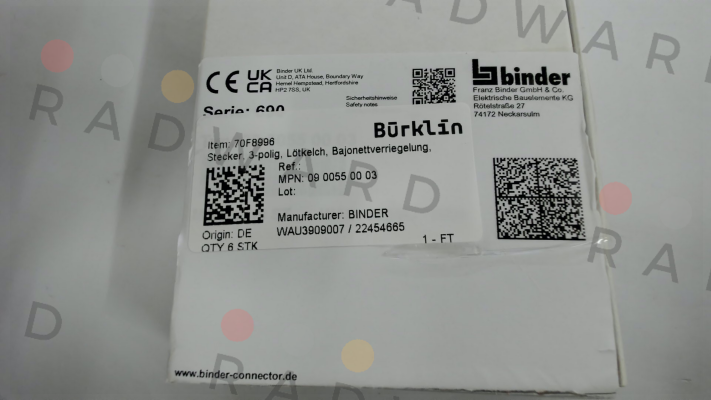 CE UK CA
Binder UK Ltd.
Unit D, ATA House, Boundary Way
Hemel Hempstead, Hertfordshire
HP2 7SS, UK
Sicherheitshinweise
Safety notes
binder
Franz Binder GmbH & Co.
Elektrische Bauelemente KG
Rötelstraße 27
74172 Neckarsulm
Serie: 690
Bürklin
Item: 70F8996
Stecker, 3-polig, Lötkelch, Bajonettverriegelung,
Ref.:
MPN: 09 0055 00 03
Lot:
Manufacturer: BINDER
Origin: DE
WAU3909007 / 22454665
QTY 6 STK
1 - FT
www.binder-connector.de
RADWARD